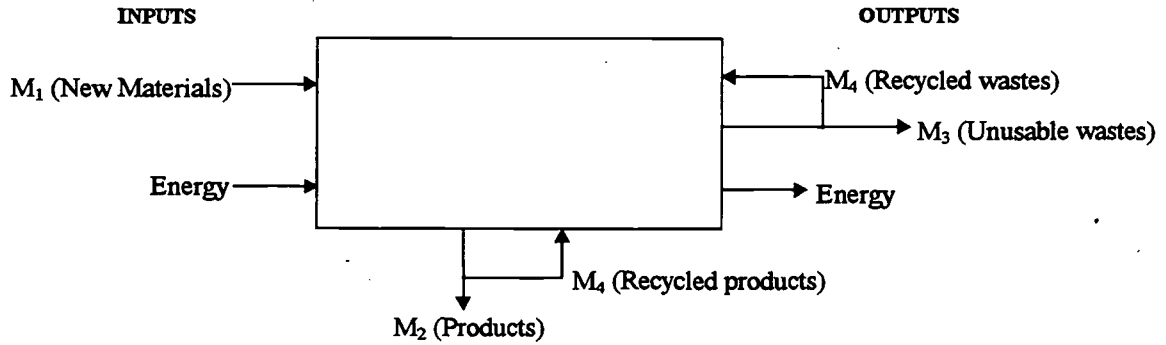 INPUTS
OUTPUTS
M₁ (New Materials)
M₄ (Recycled wastes)
M₃ (Unusable wastes)
Energy
Energy
M₄ (Recycled products)
M₂ (Products)